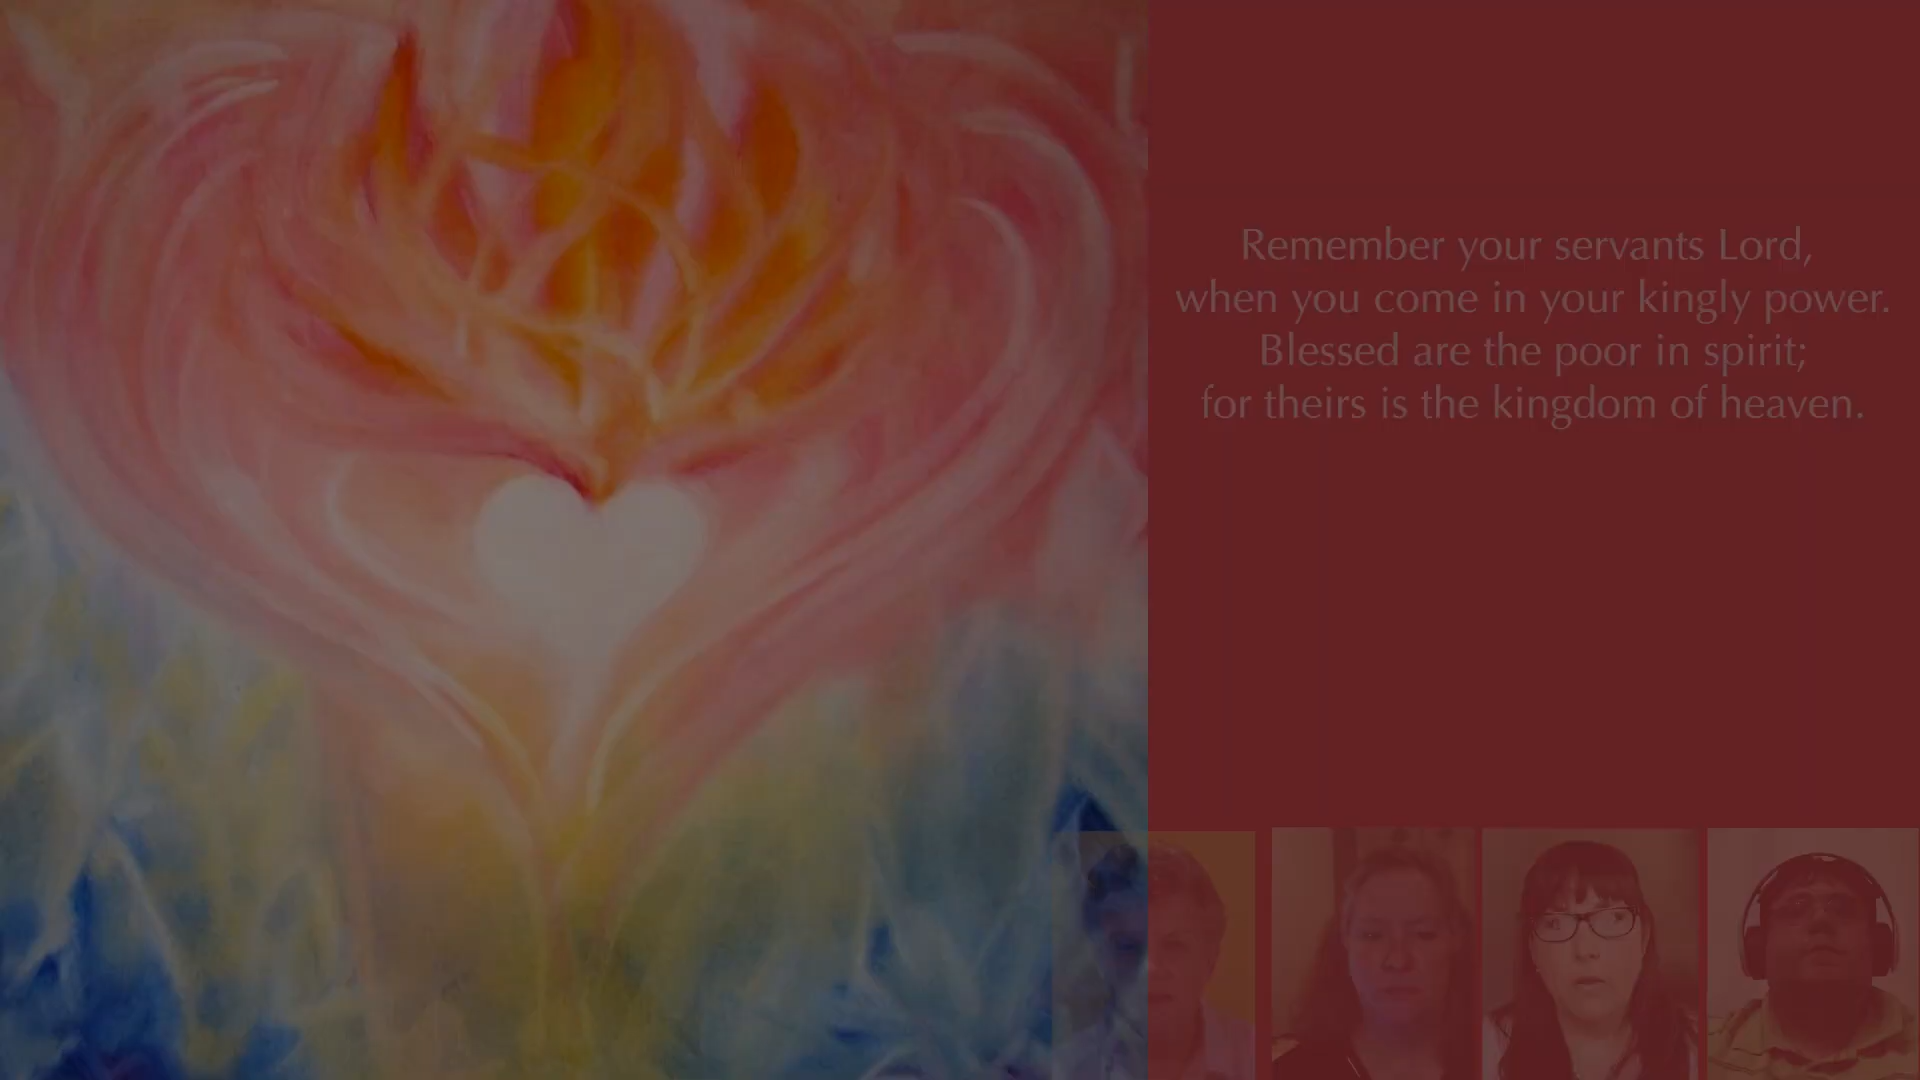 Remember your servants Lord,
when you come in your kingly power.
Blessed are the poor in spirit;
for theirs is the kingdom of heaven.